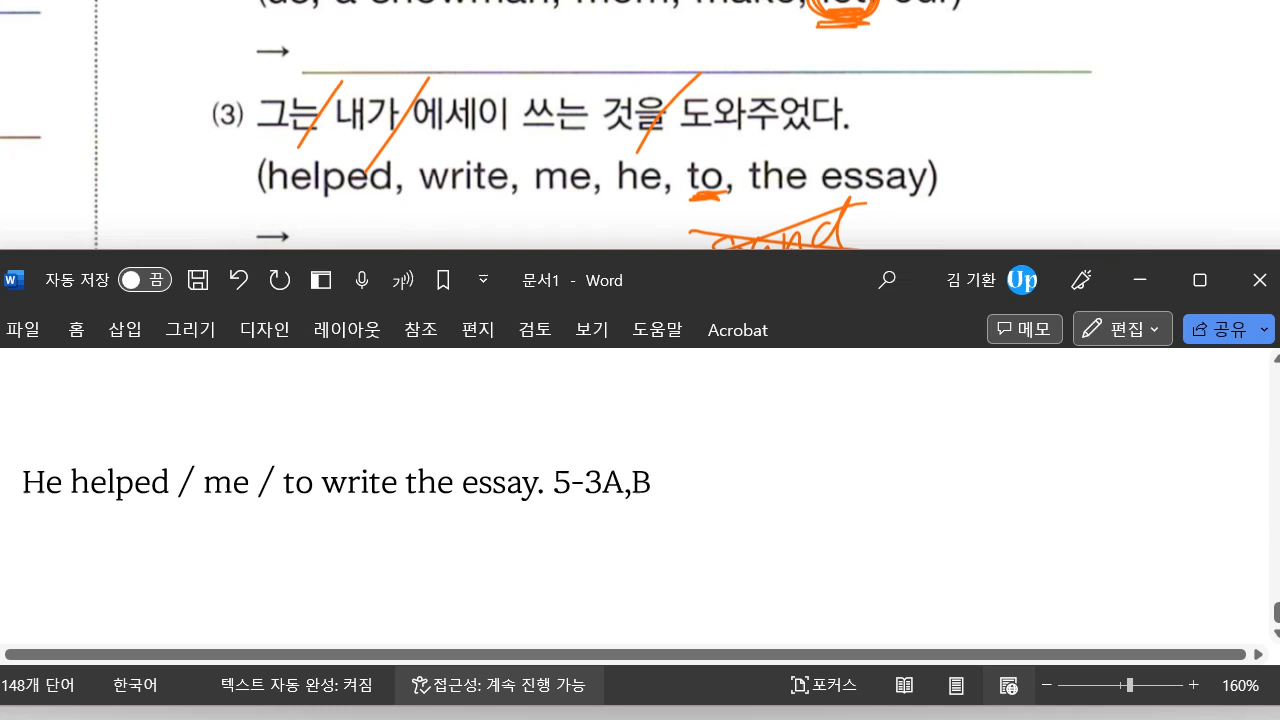 →
(3) 그는 내가 에세이 쓰는 것을 도와주었다.
(helped, write, me, he, to, the essay)
→
자동 저장 끔 가)) 문서1 - Word 김 기환 Up
파일 홈 삽입 그리기 디자인 레이아웃 참조 편지 검토 보기 도움말 Acrobat 메모 편집 공유
He helped / me / to write the essay. 5-3A,B
148개 단어 한국어 텍스트 자동 완성: 켜짐 접근성: 계속 진행 가능 포커스 160%